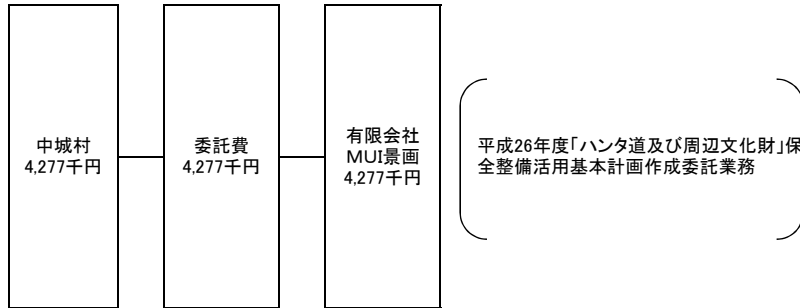 中城村
4,277千円
委託費
4,277千円
有限会社
MUI景画
4,277千円
平成26年度「ハンタ道及び周辺文化財」保
全整備活用基本計画作成委託業務